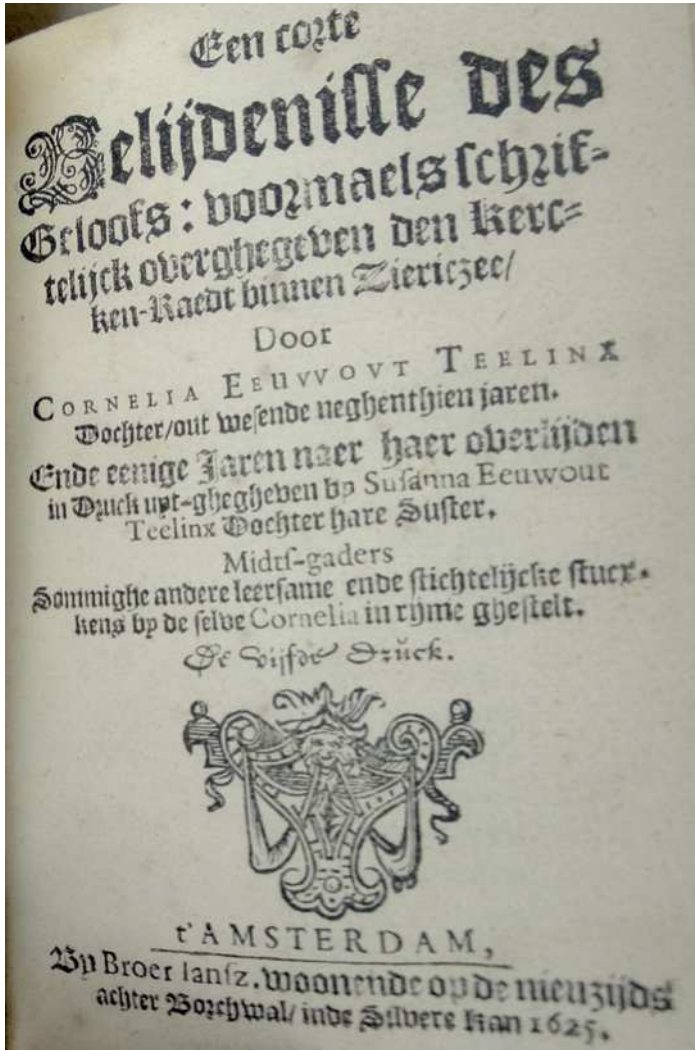 Een corte
Belijdenisse des
Geloofs: voormaels schrif-
telijck overghegeven den kerc-
ken-Raedt binnen Ziericzee/
Door
CORNELIA EEUVVOVT TEELINX
Dochter/out wesende neghenthien jaren.
Ende eenige Jaren naer haer overlijden
in Druck uyt-ghegheven by Susanna Eeuwout
Teelinx Dochter hare Suster.
Midts-gaders
Sommighe andere leersame ende stichtelijcke stucx-
kens by de selve Cornelia in ryme ghestelt.
De Vijfde Druck.
t'AMSTERDAM,
By Broer Iansz. woonende op de nieuzijds
achter Borchwal/ inde Silvere Kan 1625.